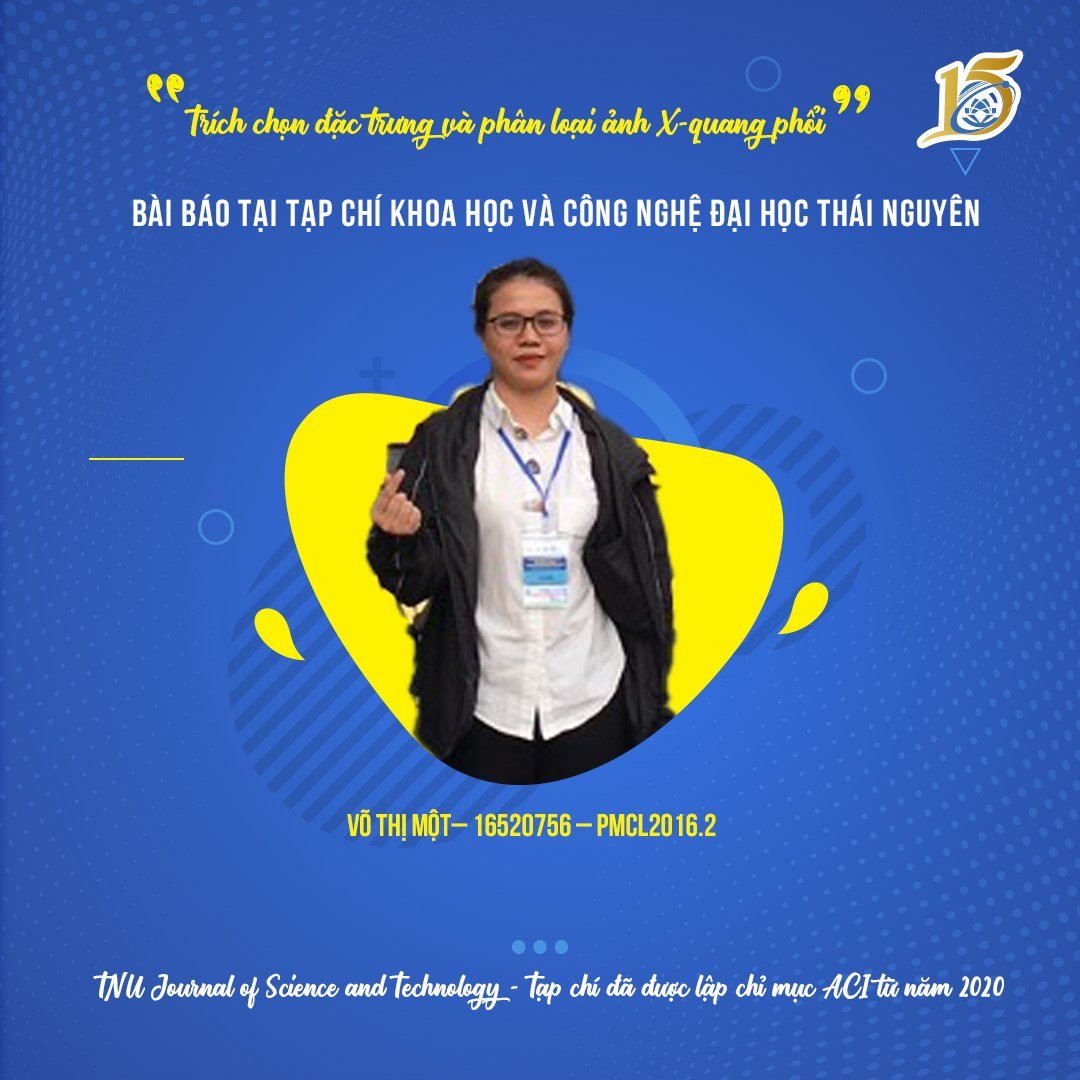 “Trích chọn đặc trưng và phân loại ảnh X-quang phổi”
BÀI BÁO TẠI TẠP CHÍ KHOA HỌC VÀ CÔNG NGHỆ ĐẠI HỌC THÁI NGUYÊN
15
VÕ THỊ MỘT– 16520756 – PMCL2016.2
TNU Journal of Science and Technology - Tạp chí đã được lập chỉ mục ACI từ năm 2020